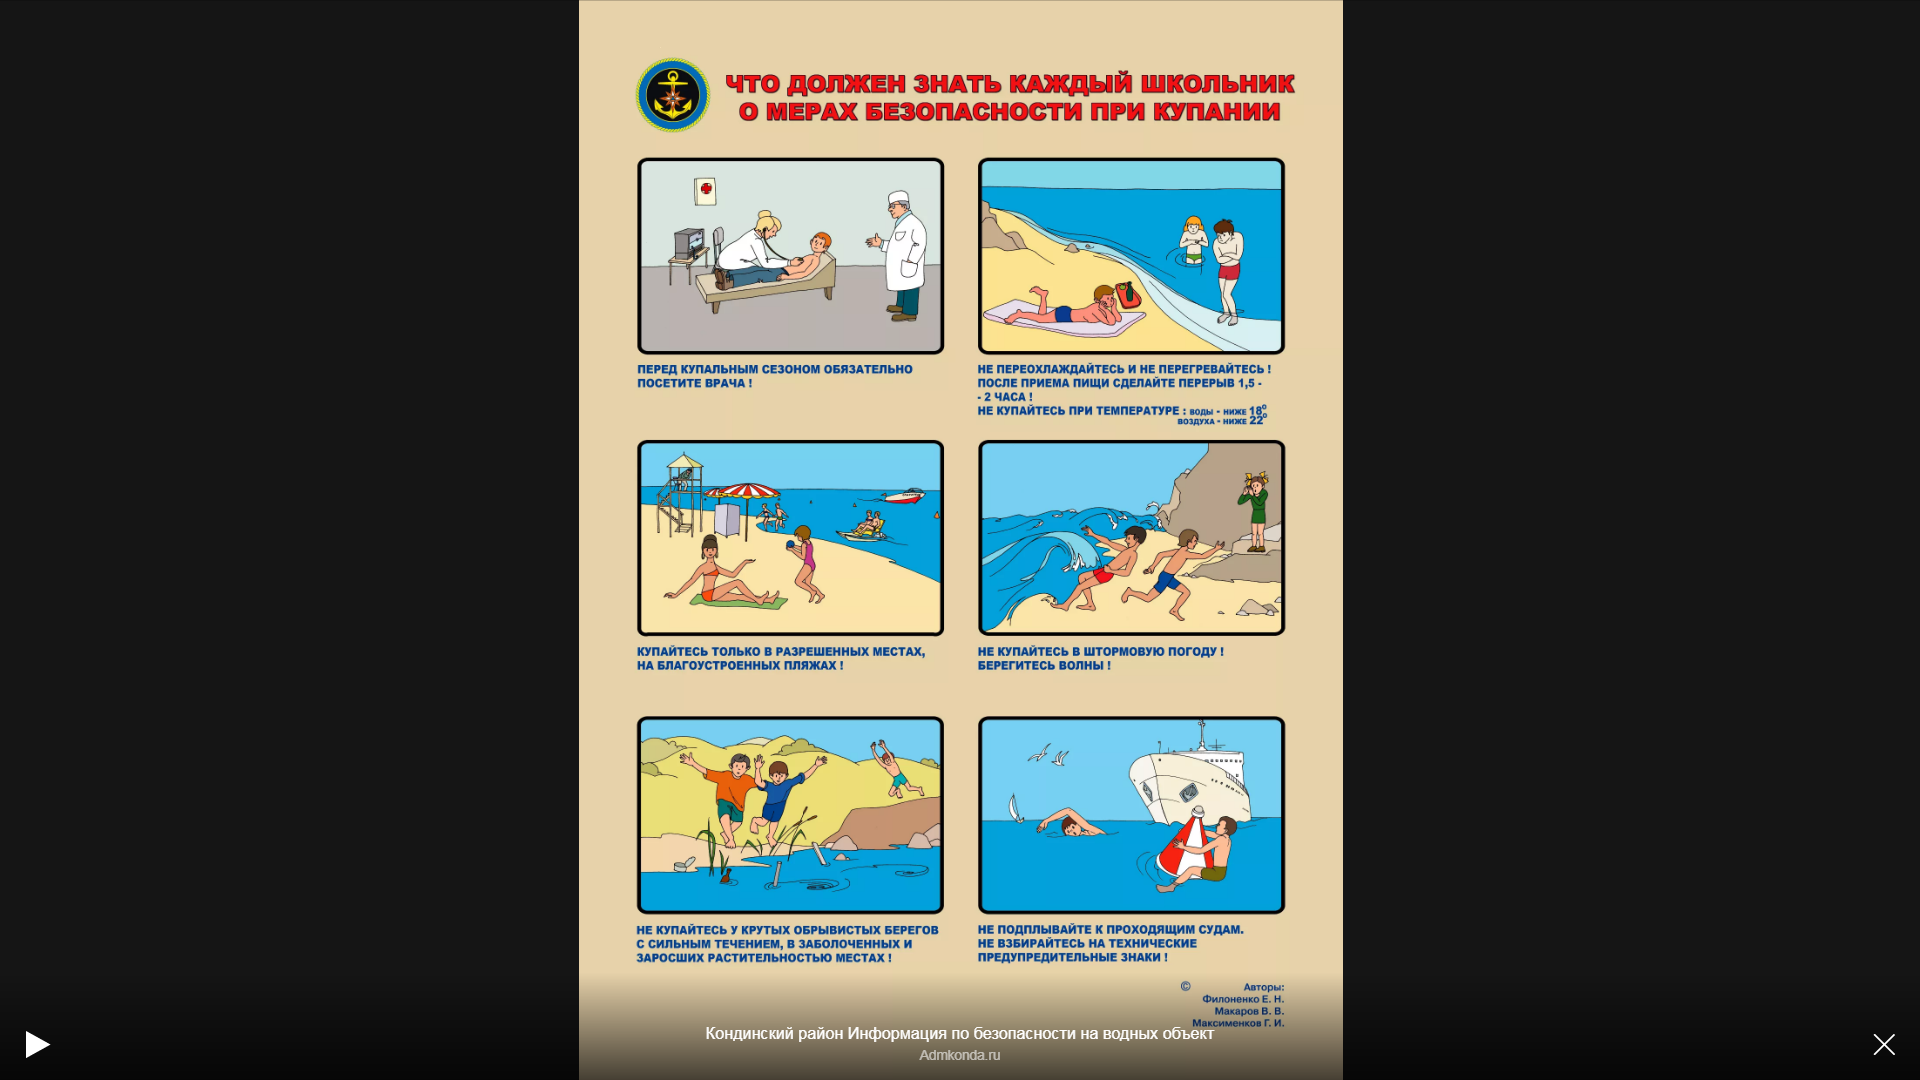 ЧТО ДОЛЖЕН ЗНАТЬ КАЖДЫЙ ШКОЛЬНИК
О МЕРАХ БЕЗОПАСНОСТИ ПРИ КУПАНИИ
ПЕРЕД КУПАЛЬНЫМ СЕЗОНОМ ОБЯЗАТЕЛЬНО
ПОСЕТИТЕ ВРАЧА !
НЕ ПЕРЕОХЛАЖДАЙТЕСЬ И НЕ ПЕРЕГРЕВАЙТЕСЬ !
ПОСЛЕ ПРИЕМА ПИЩИ СДЕЛАЙТЕ ПЕРЕРЫВ 1,5 -
- 2 ЧАСА !
НЕ КУПАЙТЕСЬ ПРИ ТЕМПЕРАТУРЕ : ВОДЫ - НИЖЕ 18°
ВОЗДУХА - НИЖЕ 22°
КУПАЙТЕСЬ ТОЛЬКО В РАЗРЕШЕННЫХ МЕСТАХ,
НА БЛАГОУСТРОЕННЫХ ПЛЯЖАХ !
НЕ КУПАЙТЕСЬ В ШТОРМОВУЮ ПОГОДУ !
БЕРЕГИТЕСЬ ВОЛНЫ !
НЕ КУПАЙТЕСЬ У КРУТЫХ ОБРЫВИСТЫХ БЕРЕГОВ
С СИЛЬНЫМ ТЕЧЕНИЕМ, В ЗАБОЛОЧЕННЫХ И
ЗАРОСШИХ РАСТИТЕЛЬНОСТЬЮ МЕСТАХ !
НЕ ПОДПЛЫВАЙТЕ К ПРОХОДЯЩИМ СУДАМ.
НЕ ВЗБИРАЙТЕСЬ НА ТЕХНИЧЕСКИЕ
ПРЕДУПРЕДИТЕЛЬНЫЕ ЗНАКИ !
© Авторы:
Филоненко Е. Н.
Макаров В. В.
Максименков Г. И.
Кондинский район Информация по безопасности на водных объект
Admkonda.ru